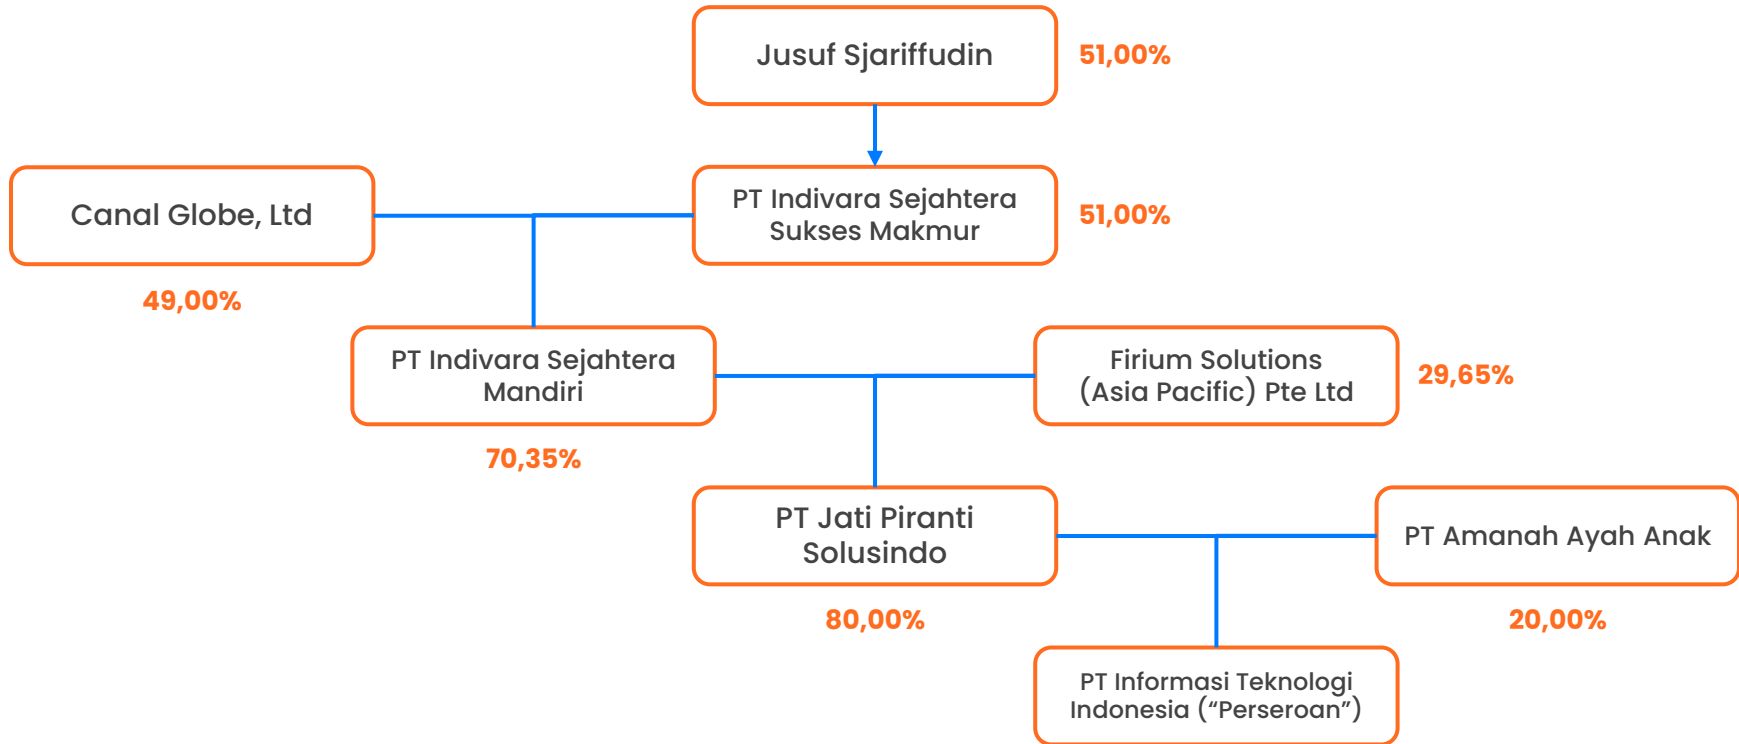 Jusuf Sjariffudin
51,00%
Canal Globe, Ltd
49,00%
PT Indivara Sejahtera
Sukses Makmur
51,00%
PT Indivara Sejahtera
Mandiri
70,35%
Firium Solutions
(Asia Pacific) Pte Ltd
29,65%
PT Jati Piranti
Solusindo
80,00%
PT Amanah Ayah Anak
20,00%
PT Informasi Teknologi
Indonesia (“Perseroan”)